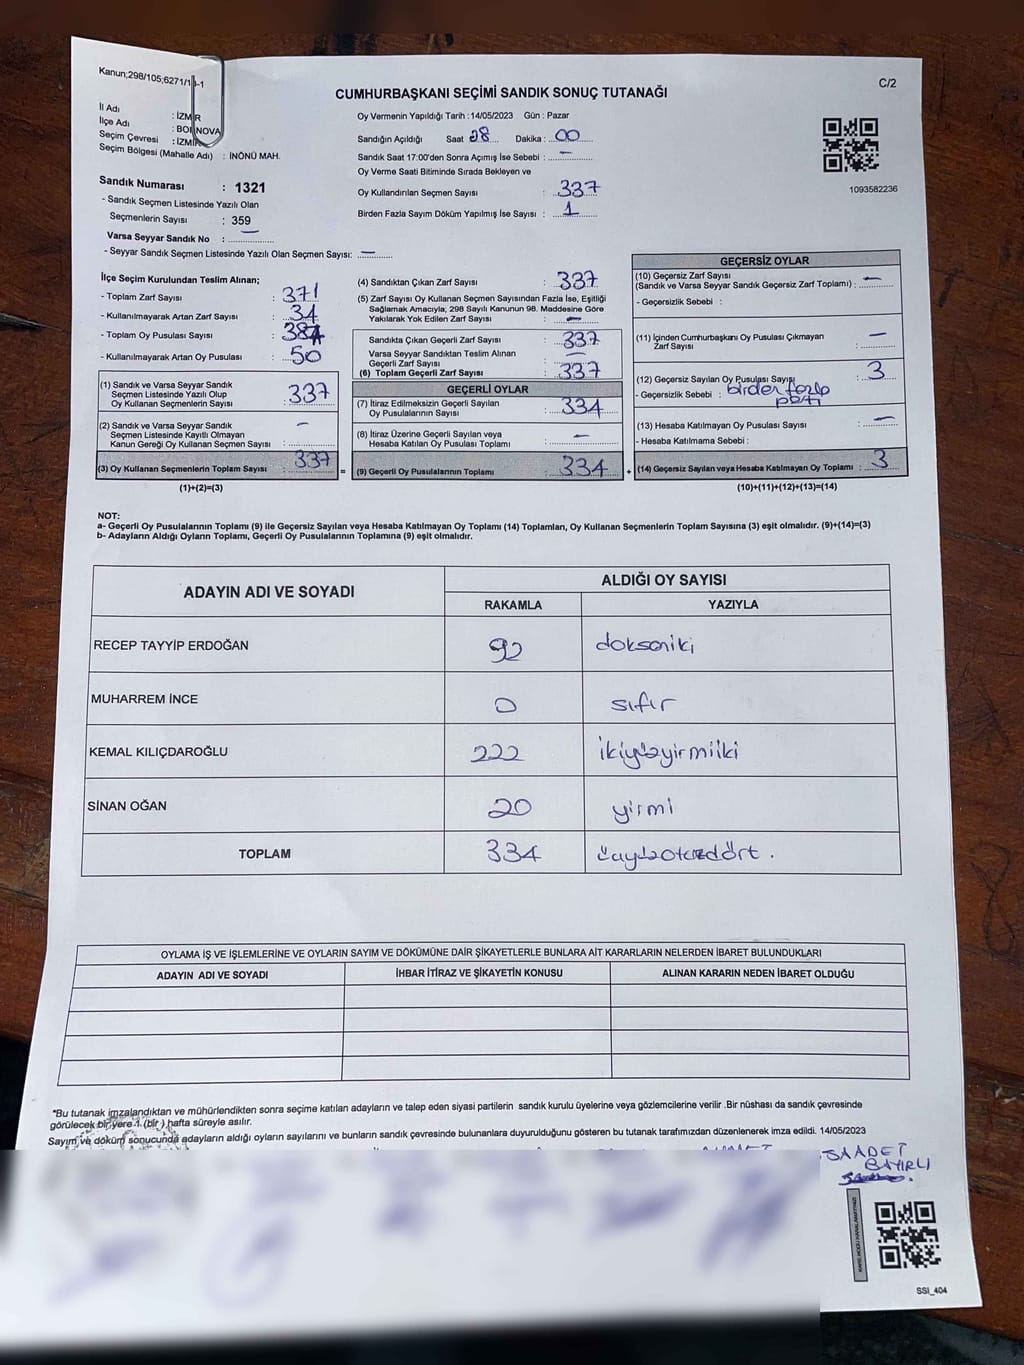 Kanun;298/105;6271/1
C/2
CUMHURBAŞKANI SEÇİMİ SANDIK SONUÇ TUTANAĞI
İl Adı : İZMİR
İlçe Adı : BORNOVA
Seçim Çevresi : İZMİR
Seçim Bölgesi (Mahalle Adı) : İNÖNÜ MAH.
Oy Vermenin Yapıldığı Tarih : 14/05/2023 Gün : Pazar
Sandığın Açıldığı Saat Dakika : 00
Sandık Saat 17:00'den Sonra Açımış İse Sebebi : —
Oy Verme Saati Bitiminde Sırada Bekleyen ve
Oy Kullandırılan Seçmen Sayısı : 337
Birden Fazla Sayım Döküm Yapılmış İse Sayısı : 1
1093582236
Sandık Numarası : 1321
- Sandık Seçmen Listesinde Yazılı Olan
Seçmenlerin Sayısı : 359
Varsa Seyyar Sandık No : —
- Seyyar Sandık Seçmen Listesinde Yazılı Olan Seçmen Sayısı: —
İlçe Seçim Kurulundan Teslim Alınan;
- Toplam Zarf Sayısı : 371
- Kullanılmayarak Artan Zarf Sayısı : 34
- Toplam Oy Pusulası Sayısı :
- Kullanılmayarak Artan Oy Pusulası : 50
(1) Sandık ve Varsa Seyyar Sandık
Seçmen Listesinde Yazılı Olup
Oy Kullanan Seçmenlerin Sayısı : 337
(2) Sandık ve Varsa Seyyar Sandık
Seçmen Listesinde Kayıtlı Olmayan
Kanun Gereği Oy Kullanan Seçmen Sayısı : —
(3) Oy Kullanan Seçmenlerin Toplam Sayısı : 337
(1)+(2)=(3)
(4) Sandıktan Çıkan Zarf Sayısı : 337
(5) Zarf Sayısı Oy Kullanan Seçmen Sayısından Fazla İse, Eşitliği
Sağlamak Amacıyla; 298 Sayılı Kanunun 98. Maddesine Göre
Yakılarak Yok Edilen Zarf Sayısı : —
Sandıkta Çıkan Geçerli Zarf Sayısı : 337
Varsa Seyyar Sandıktan Teslim Alınan
Geçerli Zarf Sayısı : —
(6) Toplam Geçerli Zarf Sayısı : 337
GEÇERLİ OYLAR
(7) İtiraz Edilmeksizin Geçerli Sayılan
Oy Pusulalarının Sayısı : 334
(8) İtiraz Üzerine Geçerli Sayılan veya
Hesaba Katılan Oy Pusulası Toplamı : —
= (9) Geçerli Oy Pusulalarının Toplamı : 334
GEÇERSİZ OYLAR
(10) Geçersiz Zarf Sayısı
(Sandık ve Varsa Seyyar Sandık Geçersiz Zarf Toplamı) : —
- Geçersizlik Sebebi :
(11) İçinden Cumhurbaşkanı Oy Pusulası Çıkmayan
Zarf Sayısı : —
(12) Geçersiz Sayılan Oy Pusulası Sayısı : 3
- Geçersizlik Sebebi : birden fazla
parti
(13) Hesaba Katılmayan Oy Pusulası Sayısı : —
- Hesaba Katılmama Sebebi :
+ (14) Geçersiz Sayılan veya Hesaba Katılmayan Oy Toplamı : 3
(10)+(11)+(12)+(13)=(14)
NOT:
a- Geçerli Oy Pusulalarının Toplamı (9) ile Geçersiz Sayılan veya Hesaba Katılmayan Oy Toplamı (14) Toplamları, Oy Kullanan Seçmenlerin Toplam Sayısına (3) eşit olmalıdır. (9)+(14)=(3)
b- Adayların Aldığı Oyların Toplamı, Geçerli Oy Pusulalarının Toplamına (9) eşit olmalıdır.
ADAYIN ADI VE SOYADI ALDIĞI OY SAYISI
RAKAMLA YAZIYLA
RECEP TAYYİP ERDOĞAN 92 doksaniki
MUHARREM İNCE 0 sıfır
KEMAL KILIÇDAROĞLU 222 ikiyüzyirmiiki
SİNAN OĞAN 20 yirmi
TOPLAM 334 üçyüzotuzdört.
OYLAMA İŞ VE İŞLEMLERİNE VE OYLARIN SAYIM VE DÖKÜMÜNE DAİR ŞİKAYETLERLE BUNLARA AİT KARARLARIN NELERDEN İBARET BULUNDUKLARI
ADAYIN ADI VE SOYADI İHBAR İTİRAZ VE ŞİKAYETİN KONUSU ALINAN KARARIN NEDEN İBARET OLDUĞU
*Bu tutanak imzalandıktan ve mühürlendikten sonra seçime katılan adayların ve talep eden siyasi partilerin sandık kurulu üyelerine veya gözlemcilerine verilir .Bir nüshası da sandık çevresinde
görülecek bir yere 1 (bir ) hafta süreyle asılır.
Sayım ve döküm sonucunda adayların aldığı oyların sayılarını ve bunların sandık çevresinde bulunanlara duyurulduğunu gösteren bu tutanak tarafımızdan düzenlenerek imza edildi. 14/05/2023
SAADET
BAYIRLI
SSI_404